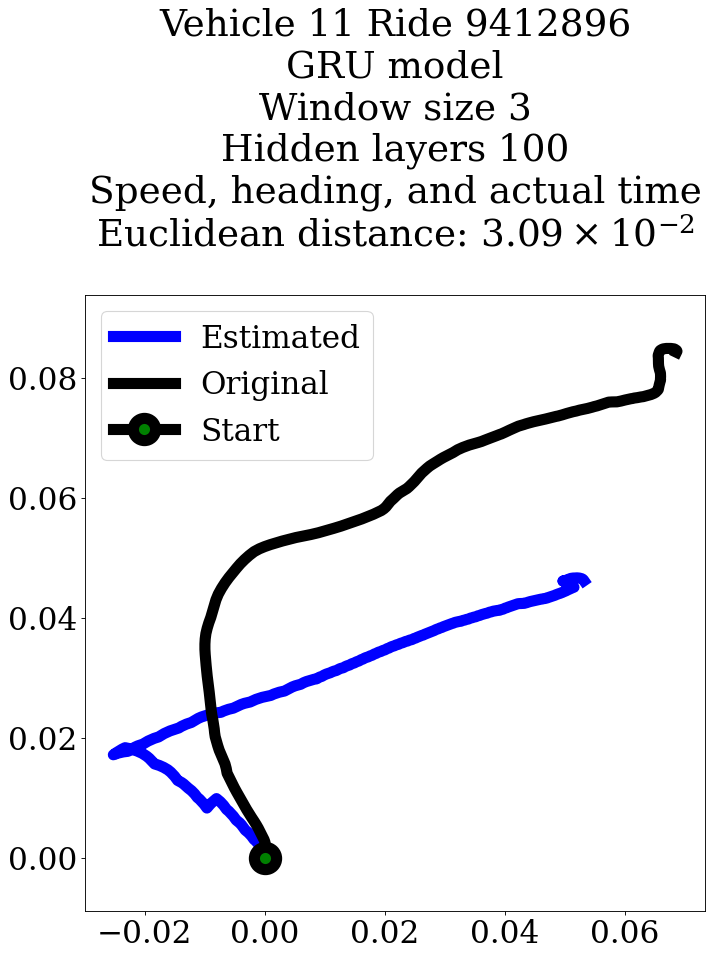 Vehicle 11 Ride 9412896
GRU model
Window size 3
Hidden layers 100
Speed, heading, and actual time
Euclidean distance: 3.09 × 10⁻²
Estimated
Original
Start
0.08
0.06
0.04
0.02
0.00
−0.02 0.00 0.02 0.04 0.06